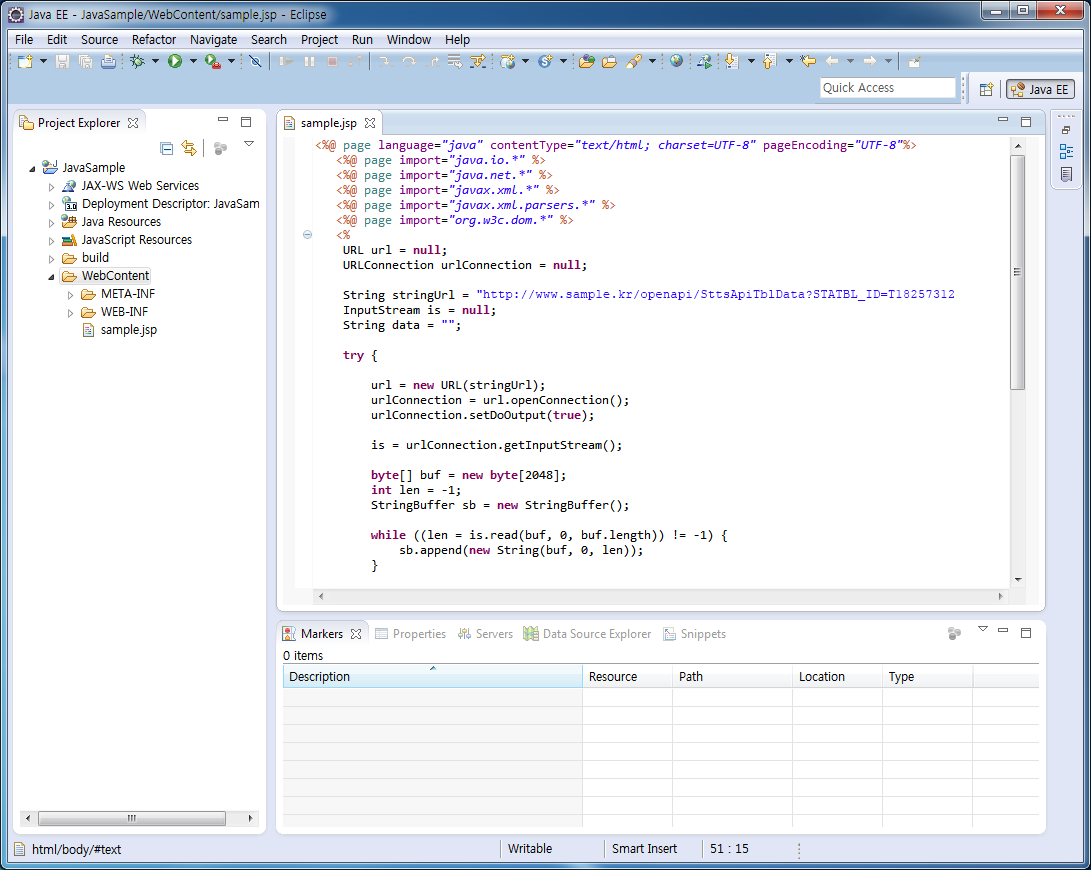 Java EE - JavaSample/WebContent/sample.jsp - Eclipse
File Edit Source Refactor Navigate Search Project Run Window Help
Quick Access
Java EE
Project Explorer
JavaSample
JAX-WS Web Services
3.0 Deployment Descriptor: JavaSam
Java Resources
JavaScript Resources
build
WebContent
META-INF
WEB-INF
sample.jsp
sample.jsp
<%@ page language="java" contentType="text/html; charset=UTF-8" pageEncoding="UTF-8"%>
<%@ page import="java.io.*" %>
<%@ page import="java.net.*" %>
<%@ page import="javax.xml.*" %>
<%@ page import="javax.xml.parsers.*" %>
<%@ page import="org.w3c.dom.*" %>
<%
URL url = null;
URLConnection urlConnection = null;
String stringUrl = "http://www.sample.kr/openapi/SttsApiTblData?STATBL_ID=T18257312
InputStream is = null;
String data = "";
try {
url = new URL(stringUrl);
urlConnection = url.openConnection();
urlConnection.setDoOutput(true);
is = urlConnection.getInputStream();
byte[] buf = new byte[2048];
int len = -1;
StringBuffer sb = new StringBuffer();
while ((len = is.read(buf, 0, buf.length)) != -1) {
sb.append(new String(buf, 0, len));
}
Markers Properties Servers Data Source Explorer Snippets
0 items
Description Resource Path Location Type
html/body/#text Writable Smart Insert 51 : 15